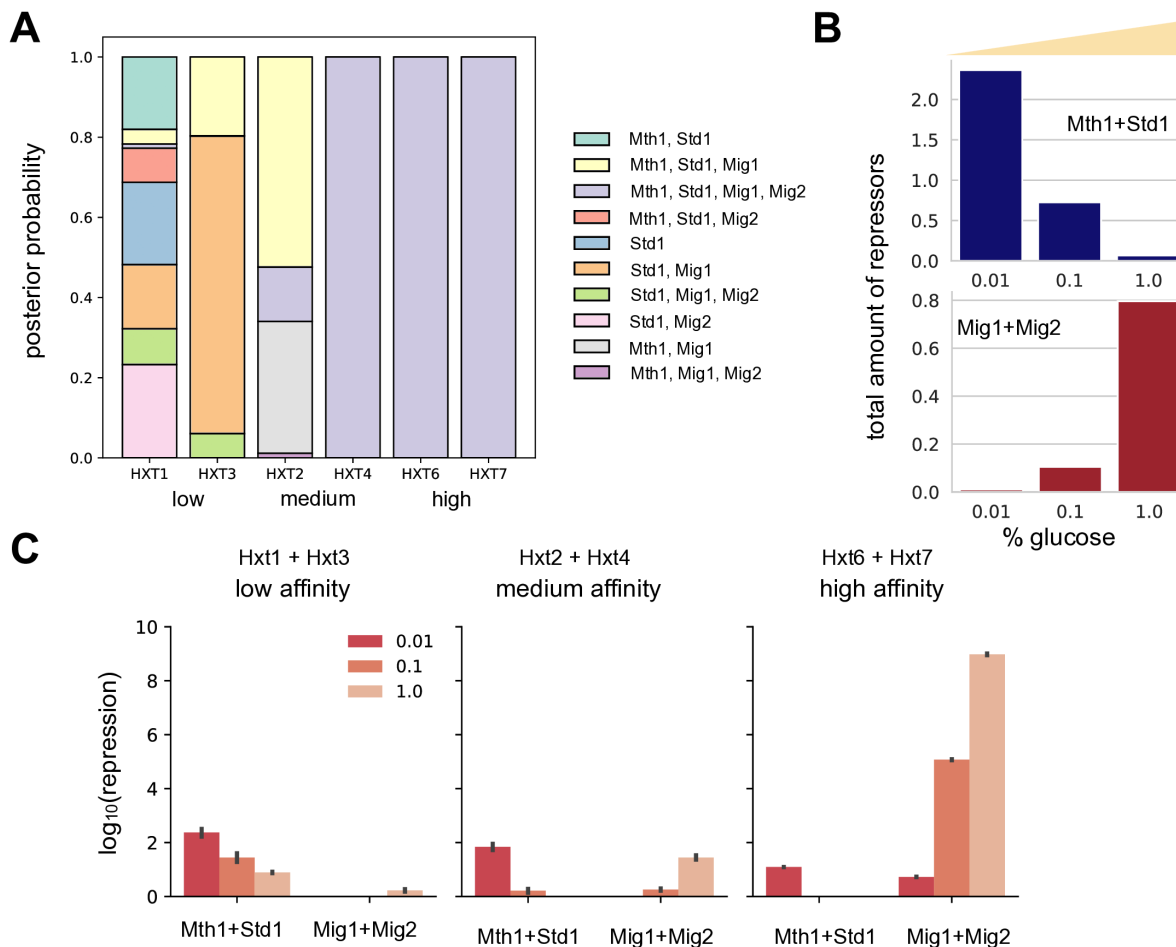 A
posterior probability
1.0
0.8
0.6
0.4
0.2
0.0
HXT1 HXT3 HXT2 HXT4 HXT6 HXT7
low medium high
Mth1, Std1
Mth1, Std1, Mig1
Mth1, Std1, Mig1, Mig2
Mth1, Std1, Mig2
Std1
Std1, Mig1
Std1, Mig1, Mig2
Std1, Mig2
Mth1, Mig1
Mth1, Mig1, Mig2
B
total amount of repressors
2.0
1.5
1.0
0.5
0.0
Mth1+Std1
0.01 0.1 1.0
0.8
0.6
0.4
0.2
0.0
Mig1+Mig2
0.01 0.1 1.0
% glucose
C
Hxt1 + Hxt3
low affinity
Hxt2 + Hxt4
medium affinity
Hxt6 + Hxt7
high affinity
log₁₀(repression)
10
8
6
4
2
0
0.01
0.1
1.0
Mth1+Std1 Mig1+Mig2
Mth1+Std1 Mig1+Mig2
Mth1+Std1 Mig1+Mig2